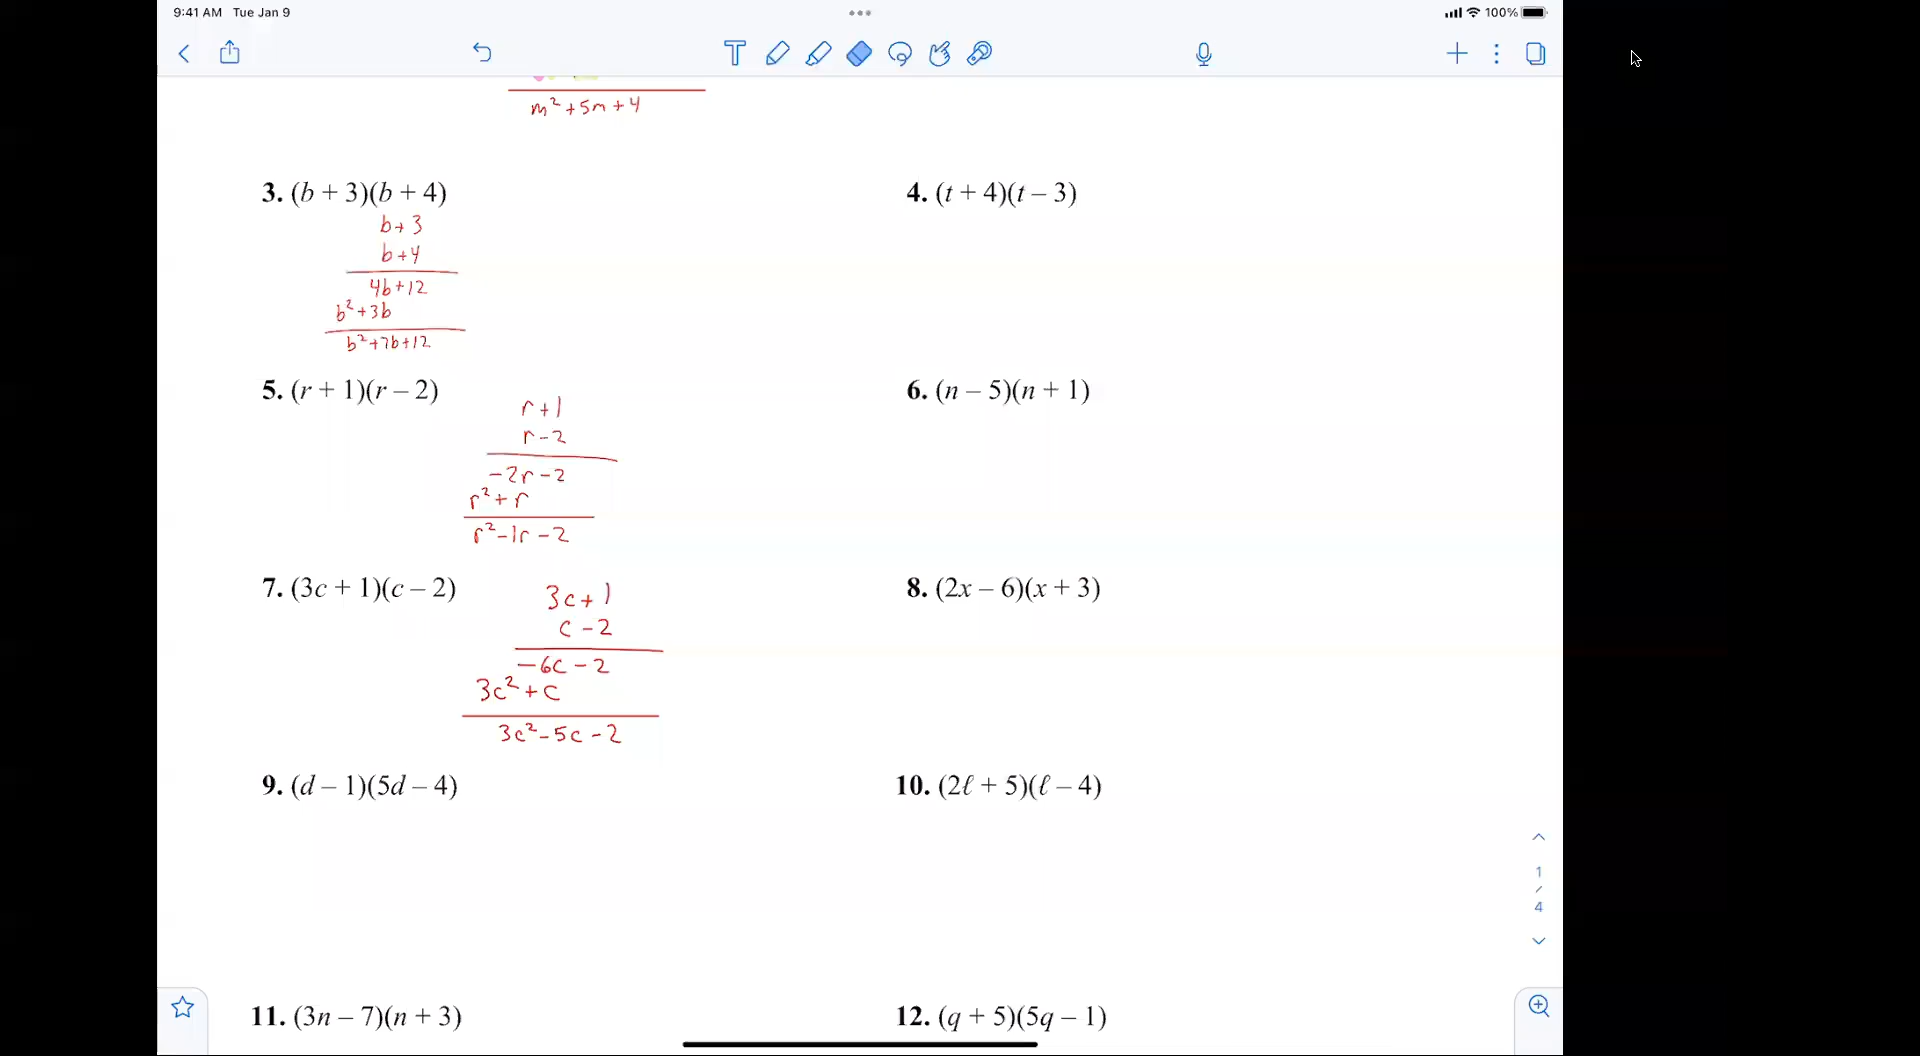 9:41 AM Tue Jan 9
100%
m² + 5m + 4
3. (b + 3)(b + 4)
b + 3
b + 4
4b + 12
b² + 3b
b² + 7b + 12
4. (t + 4)(t – 3)
5. (r + 1)(r – 2)
r + 1
r - 2
-2r - 2
r² + r
r² - 1r - 2
6. (n – 5)(n + 1)
7. (3c + 1)(c – 2)
3c + 1
c - 2
-6c - 2
3c² + c
3c² - 5c - 2
8. (2x – 6)(x + 3)
9. (d – 1)(5d – 4)
10. (2ℓ + 5)(ℓ – 4)
1
/
4
11. (3n – 7)(n + 3)
12. (q + 5)(5q – 1)